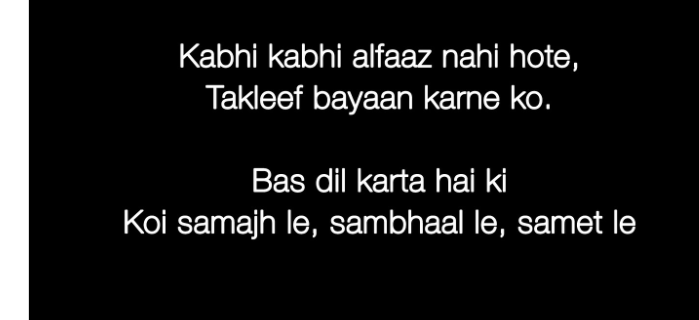 Kabhi kabhi alfaaz nahi hote,
Takleef bayaan karne ko.
Bas dil karta hai ki
Koi samajh le, sambhaal le, samet le